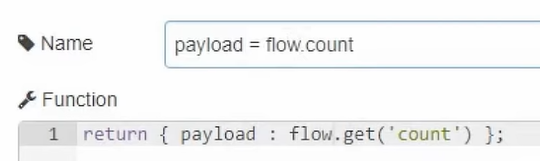 Name
payload = flow.count
Function
1 return { payload : flow.get('count') };